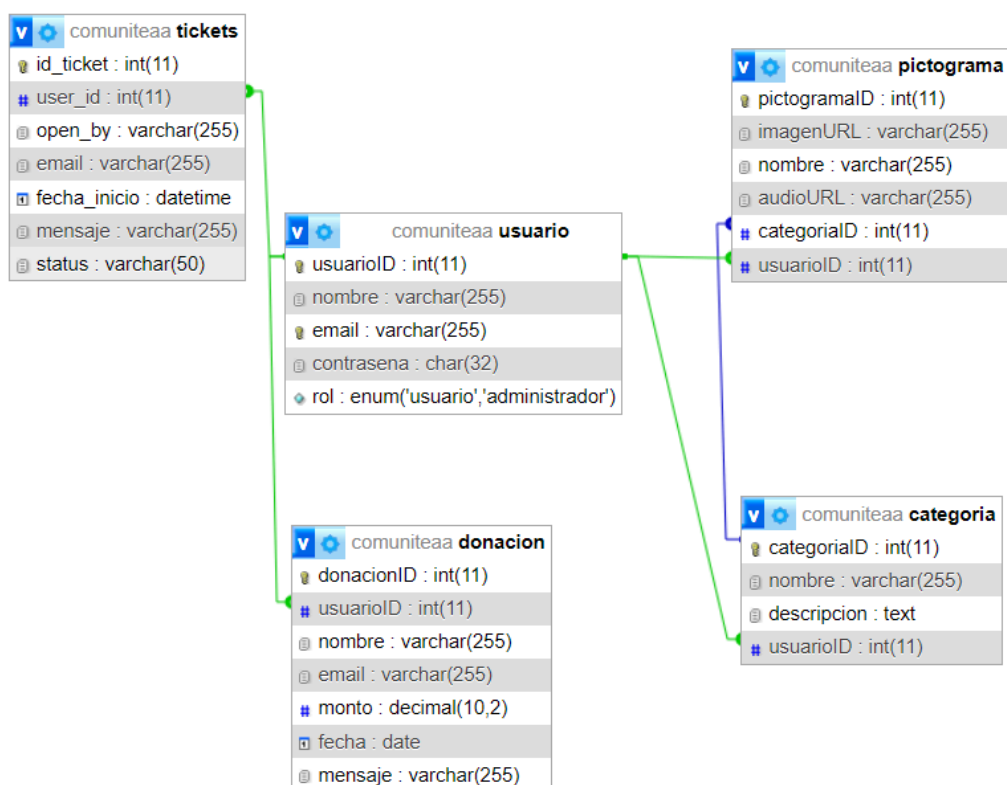 comuniteaa tickets
id_ticket : int(11)
user_id : int(11)
open_by : varchar(255)
email : varchar(255)
fecha_inicio : datetime
mensaje : varchar(255)
status : varchar(50)
comuniteaa usuario
usuarioID : int(11)
nombre : varchar(255)
email : varchar(255)
contrasena : char(32)
rol : enum('usuario','administrador')
comuniteaa pictograma
pictogramaID : int(11)
imagenURL : varchar(255)
nombre : varchar(255)
audioURL : varchar(255)
categoriaID : int(11)
usuarioID : int(11)
comuniteaa donacion
donacionID : int(11)
usuarioID : int(11)
nombre : varchar(255)
email : varchar(255)
monto : decimal(10,2)
fecha : date
mensaje : varchar(255)
comuniteaa categoria
categoriaID : int(11)
nombre : varchar(255)
descripcion : text
usuarioID : int(11)